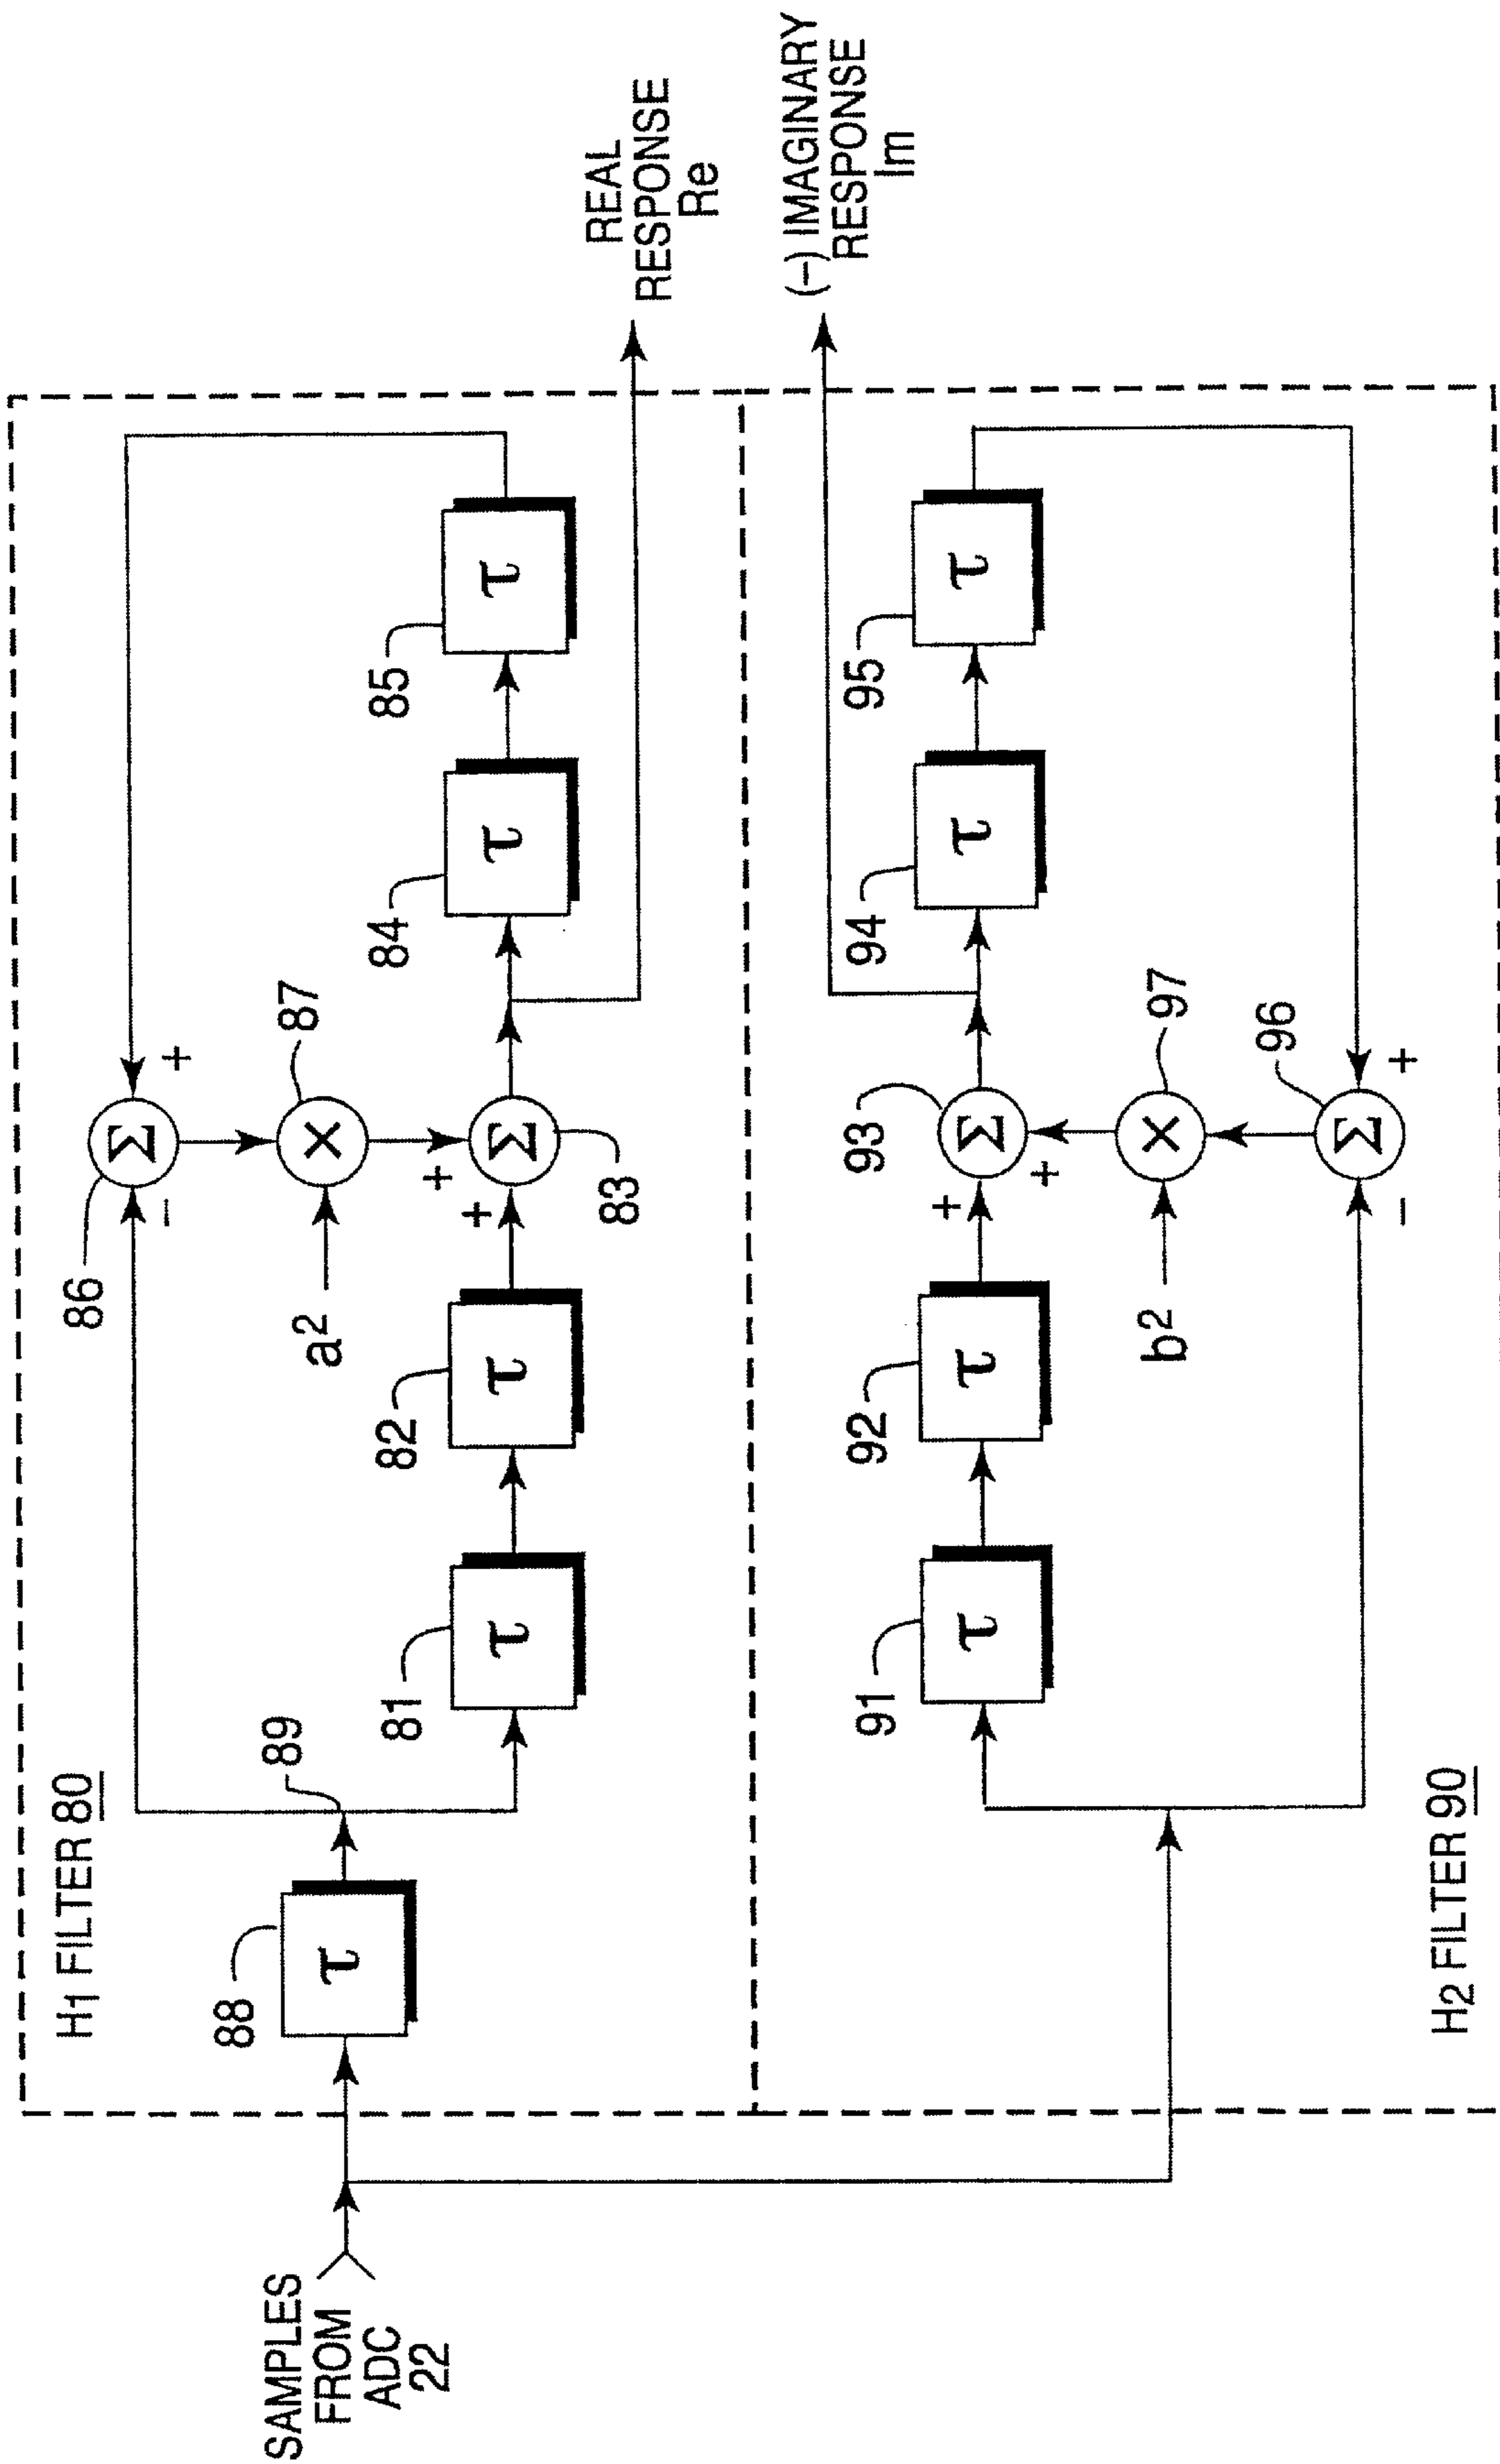 H1 FILTER 80
SAMPLES
FROM
ADC
22
88
τ
89
86
Σ
−
+
a2
×
87
81
τ
82
τ
+
+
Σ
83
84
τ
85
τ
REAL
RESPONSE
Re
(−) IMAGINARY
RESPONSE
Im
91
τ
92
τ
+
+
93
Σ
94
τ
95
τ
b2
×
97
−
Σ
96
+
H2 FILTER 90